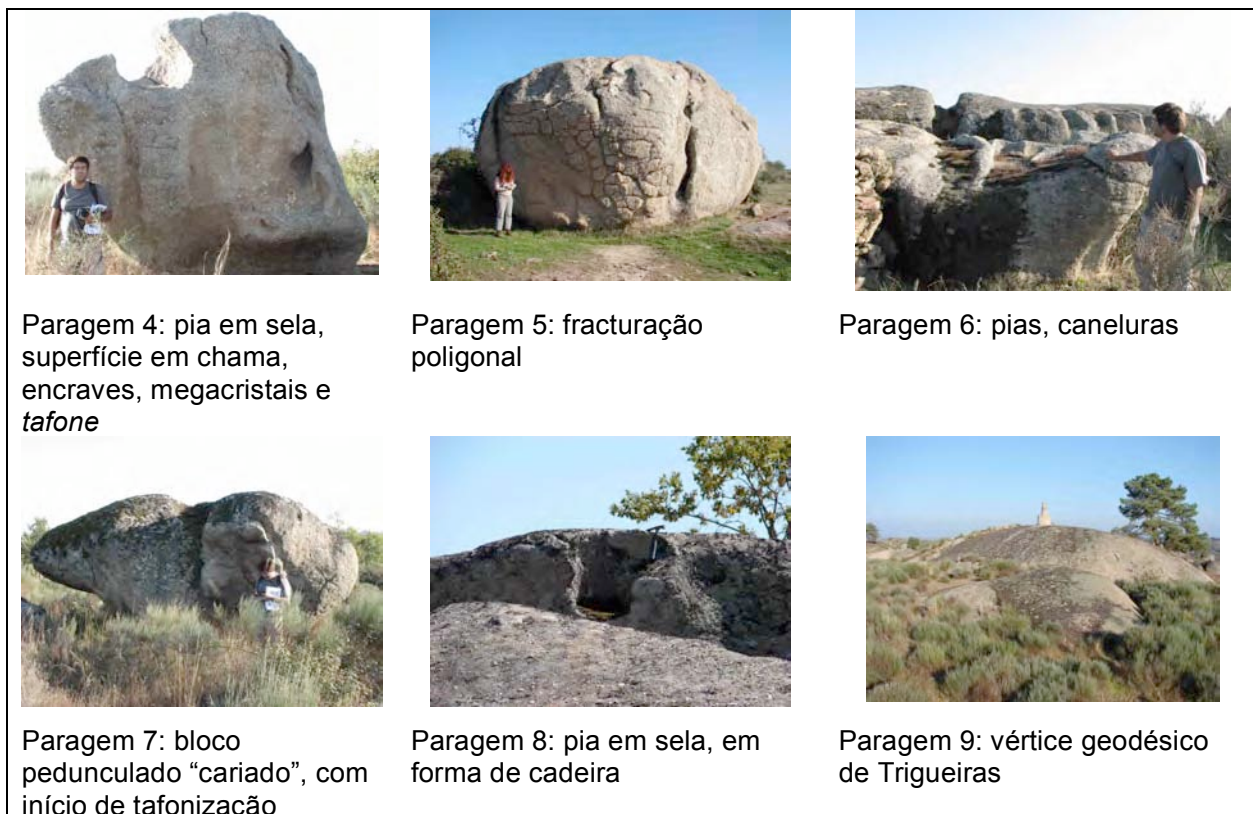 Paragem 4: pia em sela,
superfície em chama,
encraves, megacristais e
tafone
Paragem 5: fracturação
poligonal
Paragem 6: pias, caneluras
Paragem 7: bloco
pedunculado “cariado”, com
início de tafonização
Paragem 8: pia em sela, em
forma de cadeira
Paragem 9: vértice geodésico
de Trigueiras